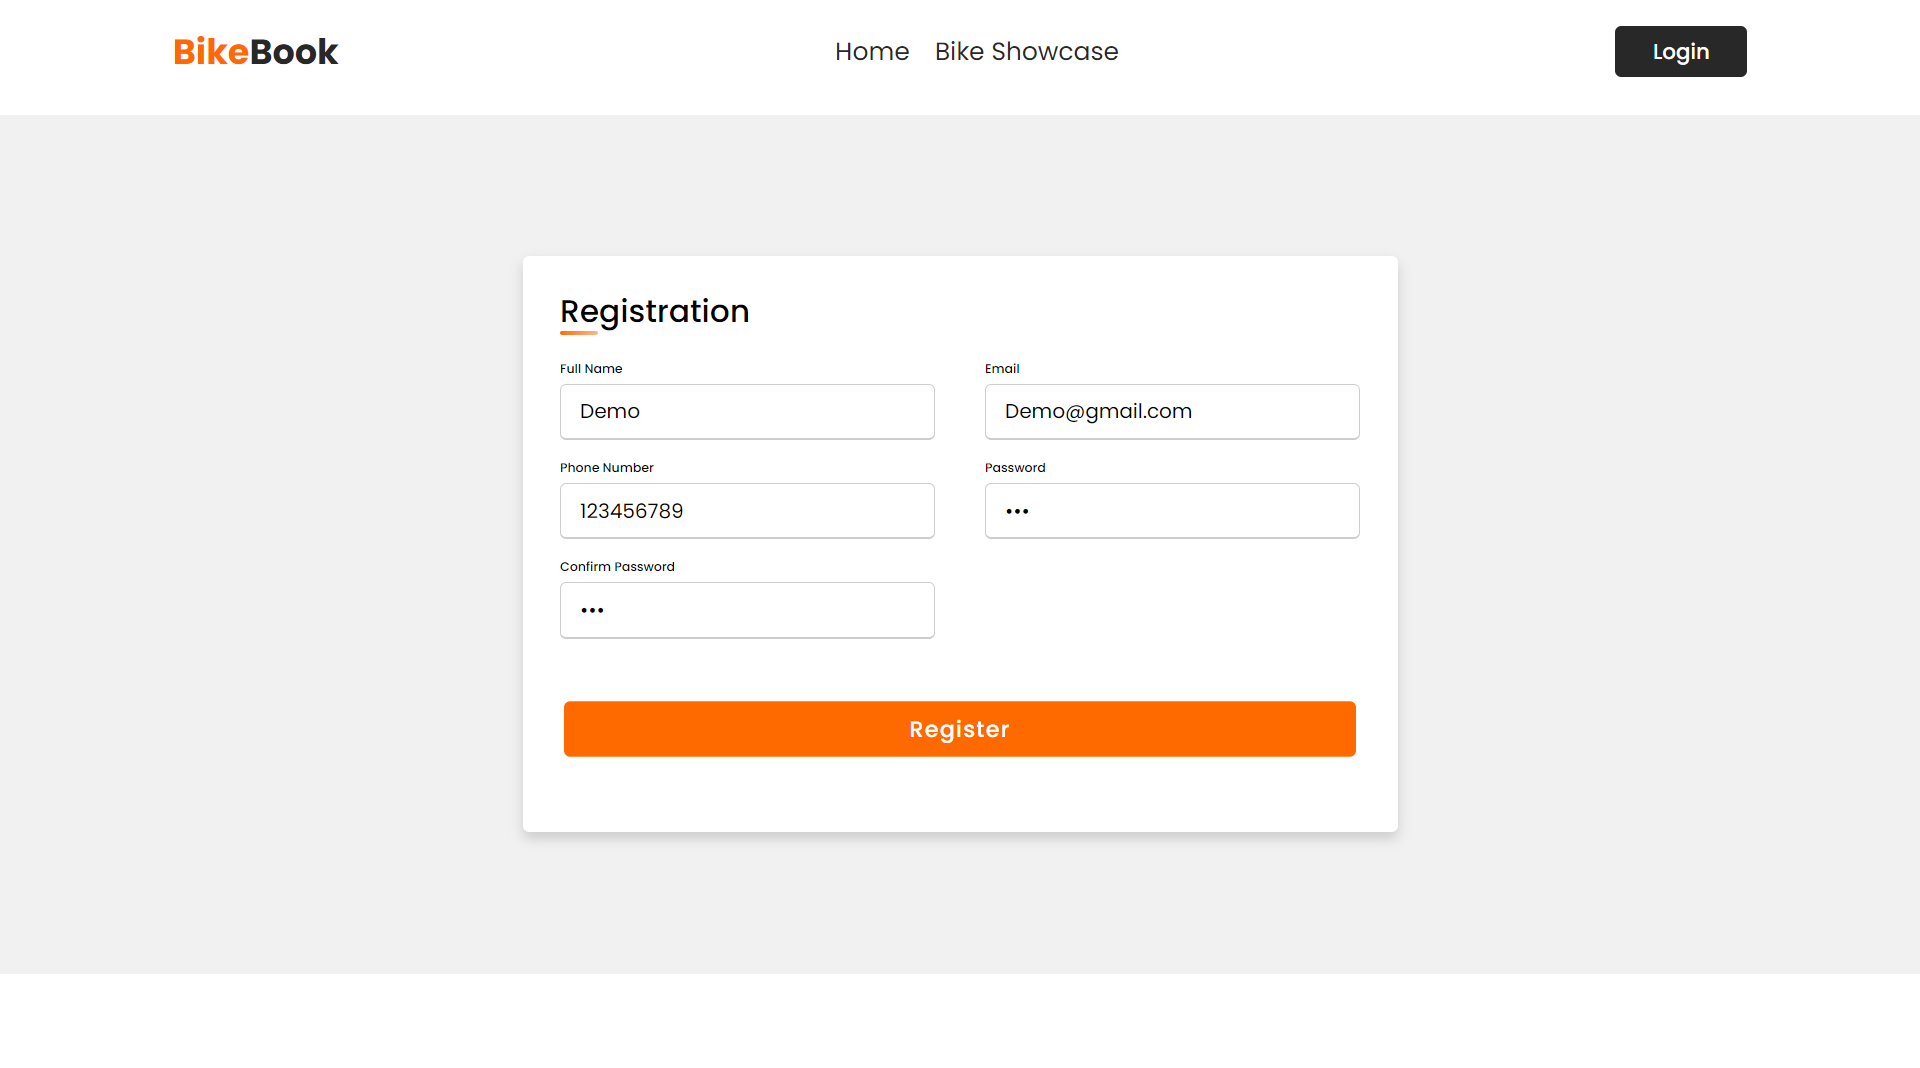 BikeBook
Home Bike Showcase
Login
Registration
Full Name
Demo
Email
Demo@gmail.com
Phone Number
123456789
Password
•••
Confirm Password
•••
Register